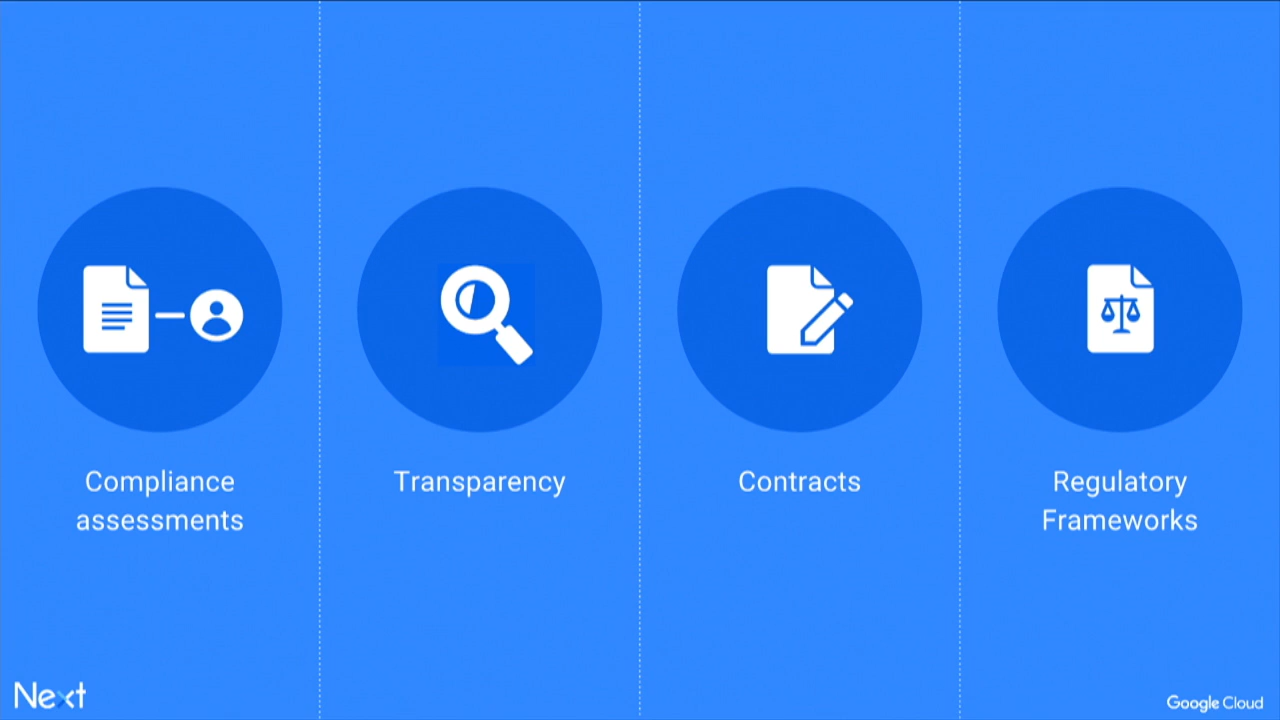 Compliance
assessments
Transparency
Contracts
Regulatory
Frameworks
Next
Google Cloud